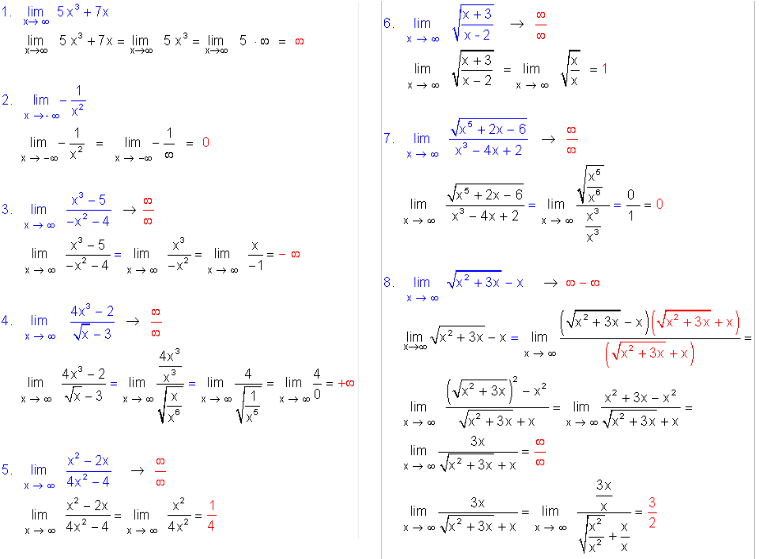 1. lim x→∞ 5x³ + 7x
lim x→∞ 5x³ + 7x = lim x→∞ 5x³ = lim x→∞ 5 · ∞ = ∞
2. lim x→-∞ − 1/x²
lim x→−∞ − 1/x² = lim x→−∞ − 1/∞ = 0
3. lim x→∞ (x³ − 5)/(−x² − 4) → ∞/∞
lim x→∞ (x³ − 5)/(−x² − 4) = lim x→∞ x³/(−x²) = lim x→∞ x/(−1) = − ∞
4. lim x→∞ (4x³ − 2)/(√x − 3) → ∞/∞
lim x→∞ (4x³ − 2)/(√x − 3) = lim x→∞ (4x³/x³)/√(x/x⁶) = lim x→∞ 4/√(1/x⁵) = lim x→∞ 4/0 = +∞
5. lim x→∞ (x² − 2x)/(4x² − 4) → ∞/∞
lim x→∞ (x² − 2x)/(4x² − 4) = lim x→∞ x²/4x² = 1/4
6. lim x→∞ √((x + 3)/(x - 2)) → ∞/∞
lim x→∞ √((x + 3)/(x − 2)) = lim x→∞ √(x/x) = 1
7. lim x→∞ √(x⁵ + 2x − 6)/(x³ − 4x + 2) → ∞/∞
lim x→∞ √(x⁵ + 2x − 6)/(x³ − 4x + 2) = lim x→∞ √(x⁵/x⁶)/(x³/x³) = 0/1 = 0
8. lim x→∞ √(x² + 3x) − x → ∞ − ∞
lim x→∞ √(x² + 3x) − x = lim x→∞ (√(x² + 3x) − x)(√(x² + 3x) + x)/(√(x² + 3x) + x) =
lim x→∞ ((√(x² + 3x))² − x²)/(√(x² + 3x) + x) = lim x→∞ (x² + 3x − x²)/(√(x² + 3x) + x) =
lim x→∞ 3x/(√(x² + 3x) + x) = ∞/∞
lim x→∞ 3x/(√(x² + 3x) + x) = lim x→∞ (3x/x)/(√(x²/x²) + x/x) = 3/2